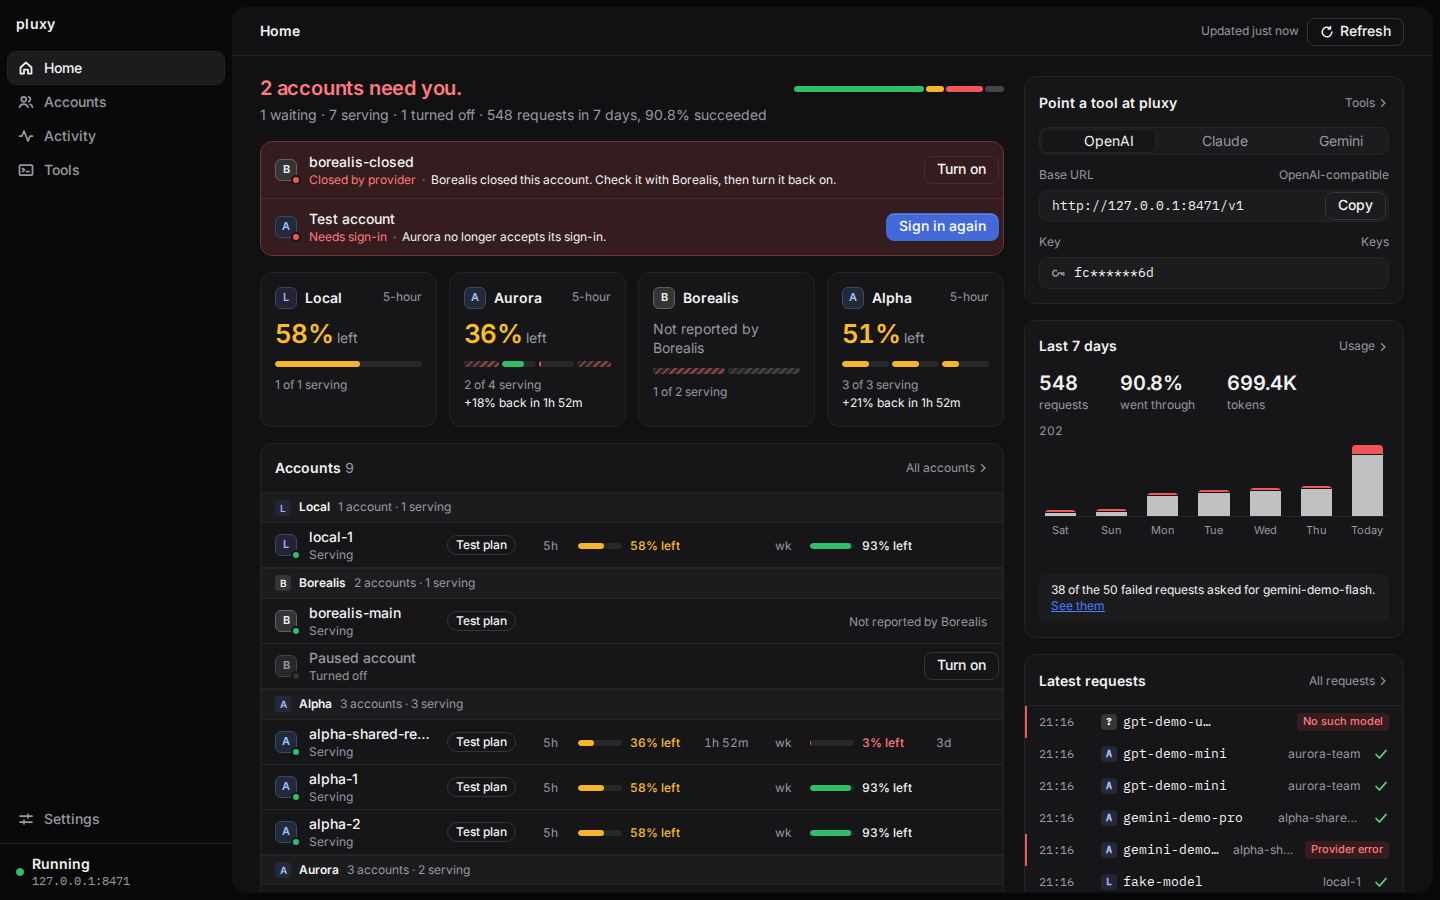 pluxy
Home
Accounts
Activity
Tools
Settings
Running
127.0.0.1:8471
Home
Updated just now
Refresh
2 accounts need you.
1 waiting · 7 serving · 1 turned off · 548 requests in 7 days, 90.8% succeeded
B
borealis-closed
Closed by provider · Borealis closed this account. Check it with Borealis, then turn it back on.
Turn on
A
Test account
Needs sign-in · Aurora no longer accepts its sign-in.
Sign in again
L Local 5-hour
58% left
1 of 1 serving
A Aurora 5-hour
36% left
2 of 4 serving
+18% back in 1h 52m
B Borealis
Not reported by
Borealis
1 of 2 serving
A Alpha 5-hour
51% left
3 of 3 serving
+21% back in 1h 52m
Accounts 9
All accounts
L Local 1 account · 1 serving
L local-1 Test plan 5h 58% left wk 93% left
Serving
B Borealis 2 accounts · 1 serving
B borealis-main Test plan Not reported by Borealis
Serving
B Paused account Turn on
Turned off
A Alpha 3 accounts · 3 serving
A alpha-shared-re... Test plan 5h 36% left 1h 52m wk 3% left 3d
Serving
A alpha-1 Test plan 5h 58% left wk 93% left
Serving
A alpha-2 Test plan 5h 58% left wk 93% left
Serving
A Aurora 3 accounts · 2 serving
Point a tool at pluxy
Tools
OpenAI Claude Gemini
Base URL OpenAI-compatible
http://127.0.0.1:8471/v1 Copy
Key Keys
fc******6d
Last 7 days
Usage
548 90.8% 699.4K
requests went through tokens
202
Sat Sun Mon Tue Wed Thu Today
38 of the 50 failed requests asked for gemini-demo-flash.
See them
Latest requests
All requests
21:16 ? gpt-demo-u… No such model
21:16 A gpt-demo-mini aurora-team
21:16 A gpt-demo-mini aurora-team
21:16 A gemini-demo-pro alpha-share...
21:16 A gemini-demo… alpha-sh... Provider error
21:16 L fake-model local-1